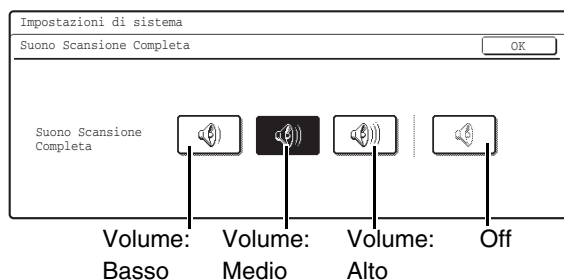 Impostazioni di sistema
Suono Scansione Completa
OK
Suono Scansione
Completa
Volume: Volume: Volume: Off
Basso Medio Alto